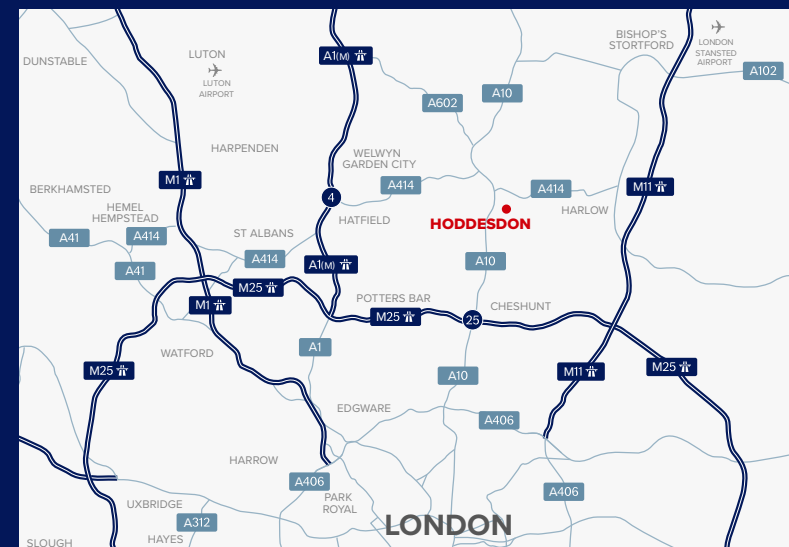 BISHOP'S
STORTFORD
LONDON
STANSTED
AIRPORT
DUNSTABLE
LUTON
LUTON
AIRPORT
A1(M)
A102
A602
A10
HARPENDEN
WELWYN
GARDEN CITY
M1
A414
A414
M11
BERKHAMSTED
4
HEMEL
HEMPSTEAD
HARLOW
HATFIELD
HODDESDON
A41
A414
ST ALBANS
A414
A10
A1(M)
A41
M25
POTTERS BAR
M1
CHESHUNT
M25
25
A1
WATFORD
M25
A10
M11
M25
EDGWARE
A406
HARROW
A406
A406
PARK
ROYAL
UXBRIDGE
A312
LONDON
HAYES
SLOUGH